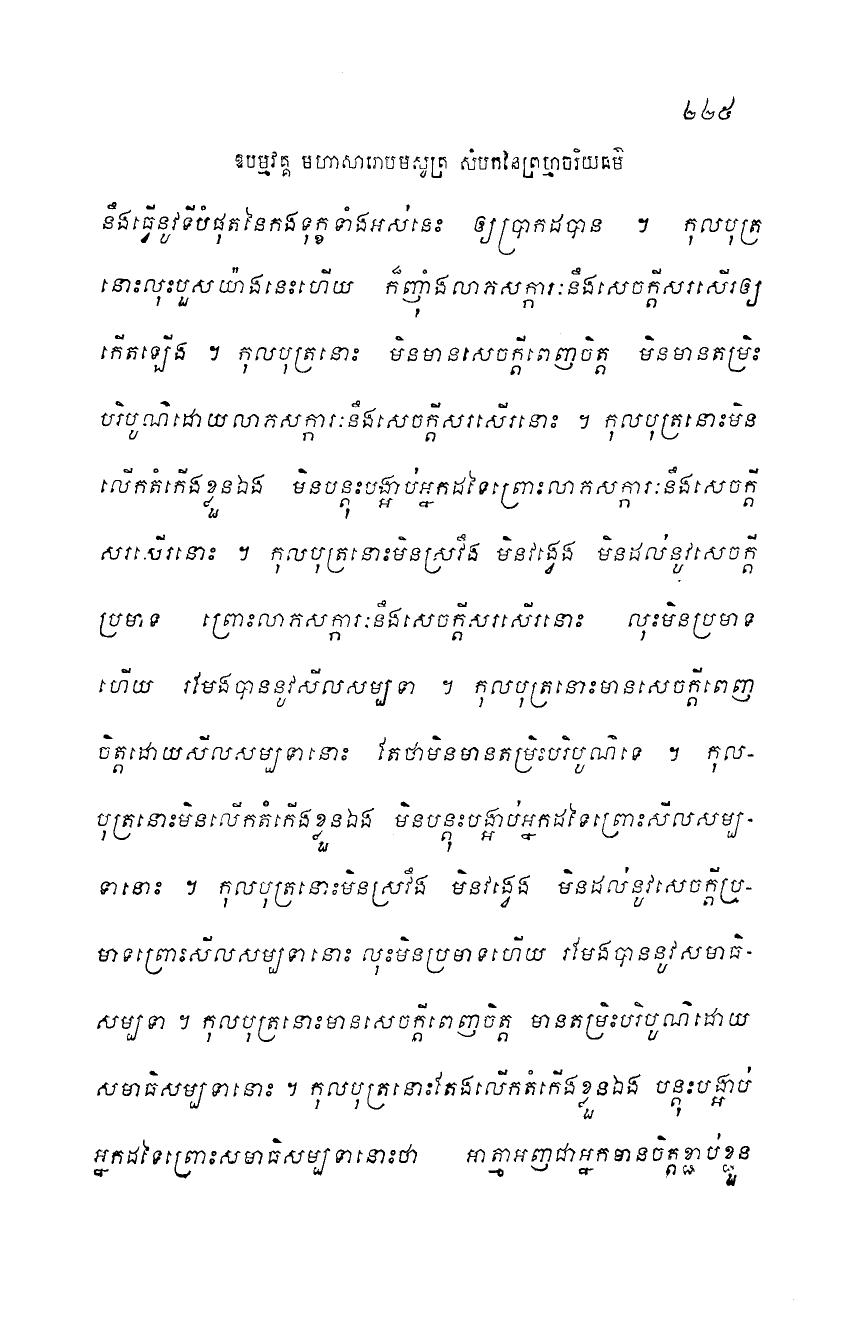 ២២៥
ឱបម្មវគ្គ មហាសារោបមសូត្រ សំបកនៃព្រហ្មចរិយធម៌
នឹងធ្វើនូវទីបំផុតនៃកងទុក្ខទាំងអស់នេះ ឲ្យប្រាកដបាន ។ កុលបុត្រ
នោះលុះបួសយ៉ាងនេះហើយ ក៏ញ៉ាំងលាភសក្ការៈនឹងសេចក្តីសរសើរឲ្យ
កើតឡើង ។ កុលបុត្រនោះ មិនមានសេចក្តីពេញចិត្ត មិនមានតម្រិះ
បរិបូណ៌ដោយលាភសក្ការៈនឹងសេចក្តីសរសើរនោះ ។ កុលបុត្រនោះមិន
លើកតំកើងខ្លួនឯង មិនបន្តុះបង្អាប់អ្នកដទៃព្រោះលាភសក្ការៈនឹងសេចក្តី
សរសើរនោះ ។ កុលបុត្រនោះមិនស្រវឹង មិនវង្វេង មិនដល់នូវសេចក្តី
ប្រមាទ ព្រោះលាភសក្ការៈនឹងសេចក្តីសរសើរនោះ លុះមិនប្រមាទ
ហើយ រមែងបាននូវសីលសម្បទា ។ កុលបុត្រនោះមានសេចក្តីពេញ
ចិត្តដោយសីលសម្បទានោះ តែថាមិនមានតម្រិះបរិបូណ៌ទេ ។ កុល-
បុត្រនោះមិនលើកតំកើងខ្លួនឯង មិនបន្តុះបង្អាប់អ្នកដទៃព្រោះសីលសម្ប-
ទានោះ ។ កុលបុត្រនោះមិនស្រវឹង មិនវង្វេង មិនដល់នូវសេចក្តីប្រ-
មាទព្រោះសីលសម្បទានោះ លុះមិនប្រមាទហើយ រមែងបាននូវសមាធិ-
សម្បទា ។ កុលបុត្រនោះមានសេចក្តីពេញចិត្ត មានតម្រិះបរិបូណ៌ដោយ
សមាធិសម្បទានោះ ។ កុលបុត្រនោះតែងលើកតំកើងខ្លួនឯង បន្តុះបង្អាប់
អ្នកដទៃព្រោះសមាធិសម្បទានោះថា អាត្មាអញជាអ្នកមានចិត្តខ្ជាប់ខ្ជួន